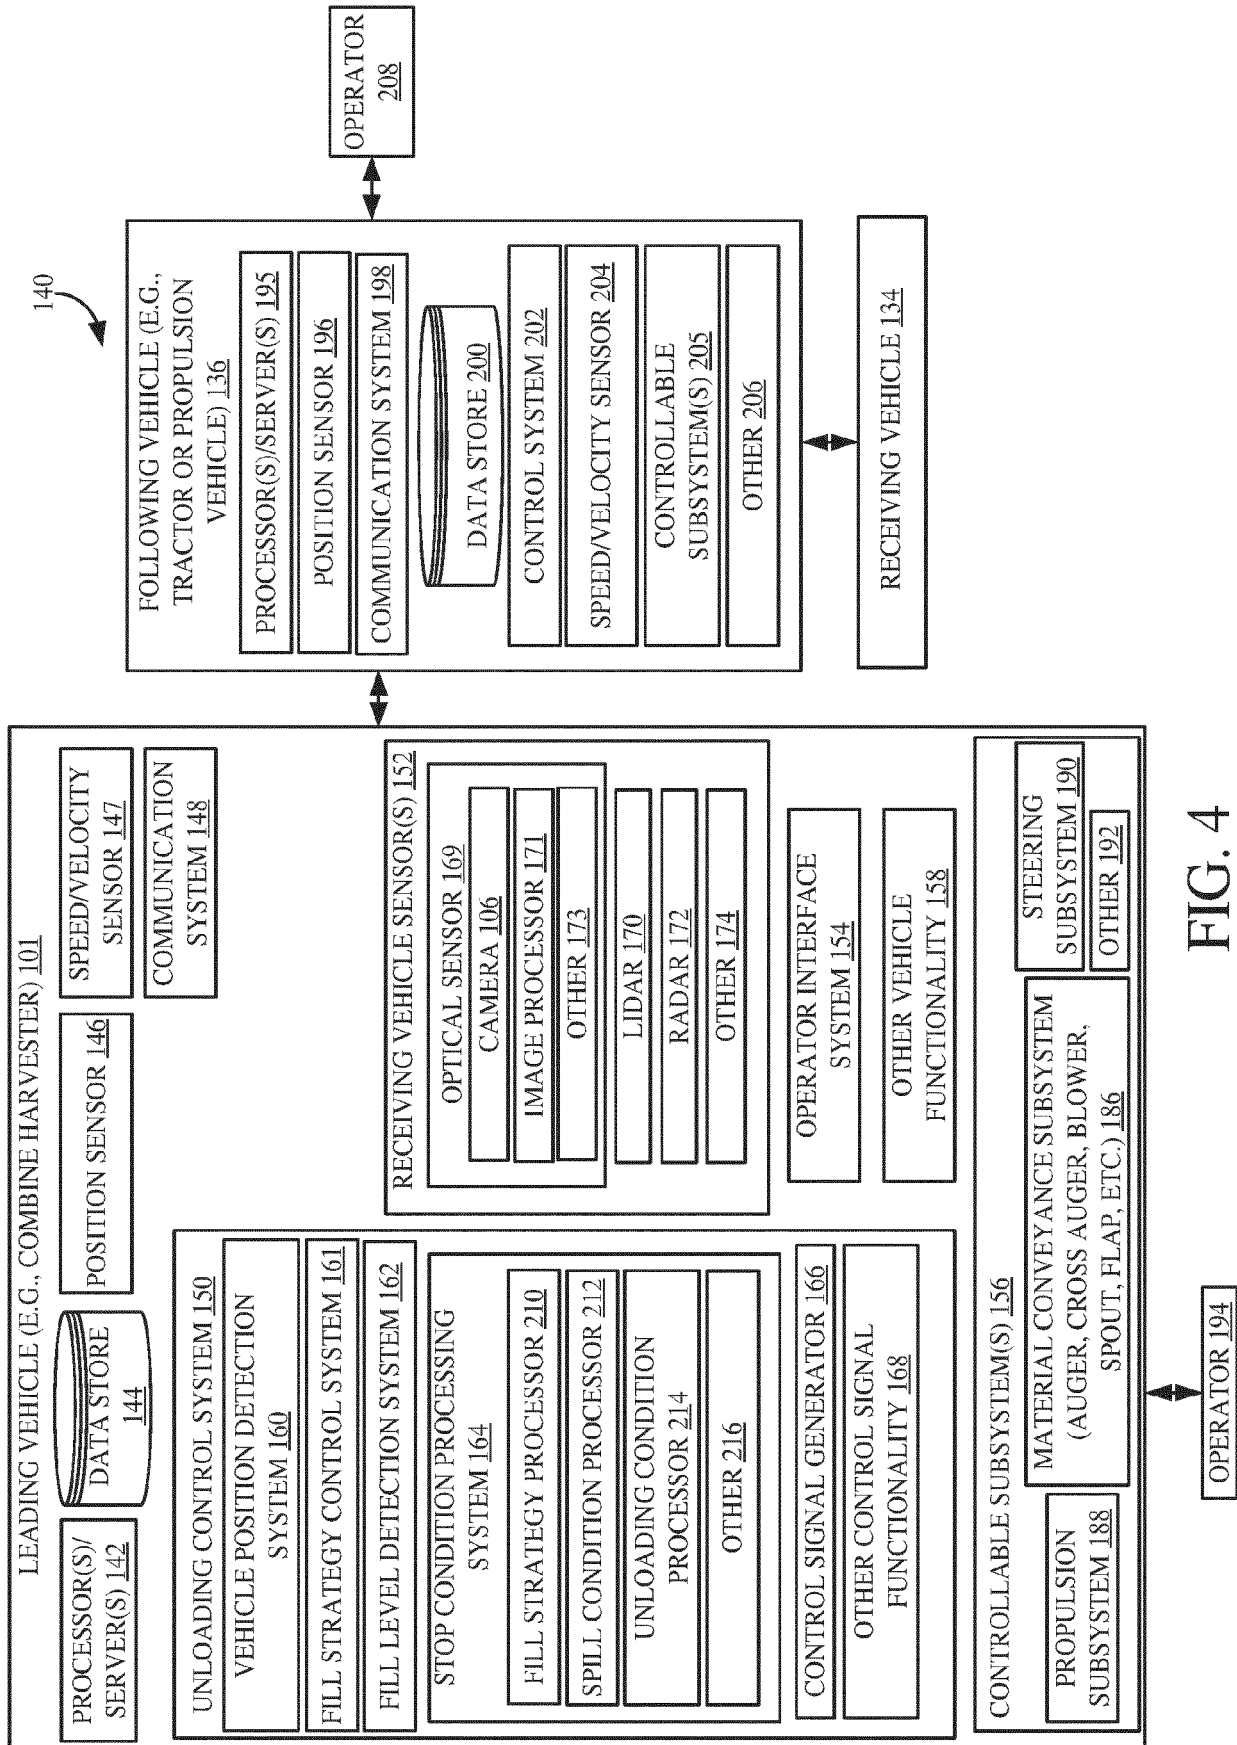 LEADING VEHICLE (E.G., COMBINE HARVESTER) 101
PROCESSOR(S)/
SERVER(S) 142
DATA STORE
144
POSITION SENSOR 146
SPEED/VELOCITY
SENSOR 147
COMMUNICATION
SYSTEM 148
UNLOADING CONTROL SYSTEM 150
VEHICLE POSITION DETECTION
SYSTEM 160
FILL STRATEGY CONTROL SYSTEM 161
FILL LEVEL DETECTION SYSTEM 162
STOP CONDITION PROCESSING
SYSTEM 164
FILL STRATEGY PROCESSOR 210
SPILL CONDITION PROCESSOR 212
UNLOADING CONDITION
PROCESSOR 214
OTHER 216
CONTROL SIGNAL GENERATOR 166
OTHER CONTROL SIGNAL
FUNCTIONALITY 168
RECEIVING VEHICLE SENSOR(S) 152
OPTICAL SENSOR 169
CAMERA 106
IMAGE PROCESSOR 171
OTHER 173
LIDAR 170
RADAR 172
OTHER 174
OPERATOR INTERFACE
SYSTEM 154
OTHER VEHICLE
FUNCTIONALITY 158
CONTROLLABLE SUBSYSTEM(S) 156
PROPULSION
SUBSYSTEM 188
MATERIAL CONVEYANCE SUBSYSTEM
(AUGER, CROSS AUGER, BLOWER,
SPOUT, FLAP, ETC.) 186
STEERING
SUBSYSTEM 190
OTHER 192
OPERATOR 194
140
FOLLOWING VEHICLE (E.G.,
TRACTOR OR PROPULSION
VEHICLE) 136
PROCESSOR(S)/SERVER(S) 195
POSITION SENSOR 196
COMMUNICATION SYSTEM 198
DATA STORE 200
CONTROL SYSTEM 202
SPEED/VELOCITY SENSOR 204
CONTROLLABLE
SUBSYSTEM(S) 205
OTHER 206
OPERATOR
208
RECEIVING VEHICLE 134
FIG. 4